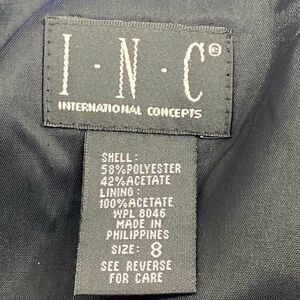 I·N·C®
INTERNATIONAL CONCEPTS
SHELL:
58%POLYESTER
42%ACETATE
LINING:
100%ACETATE
WPL 8046
MADE IN
PHILIPPINES
SIZE: 8
SEE REVERSE
FOR CARE